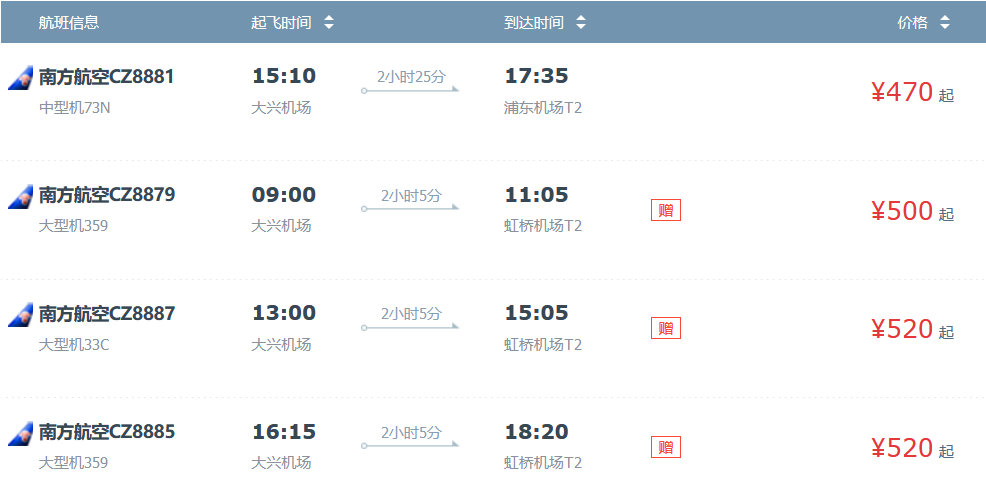 航班信息 起飞时间 到达时间 价格
南方航空CZ8881 15:10 2小时25分 17:35 ¥470 起
中型机73N 大兴机场 浦东机场T2
南方航空CZ8879 09:00 2小时5分 11:05 赠 ¥500 起
大型机359 大兴机场 虹桥机场T2
南方航空CZ8887 13:00 2小时5分 15:05 赠 ¥520 起
大型机33C 大兴机场 虹桥机场T2
南方航空CZ8885 16:15 2小时5分 18:20 赠 ¥520 起
大型机359 大兴机场 虹桥机场T2